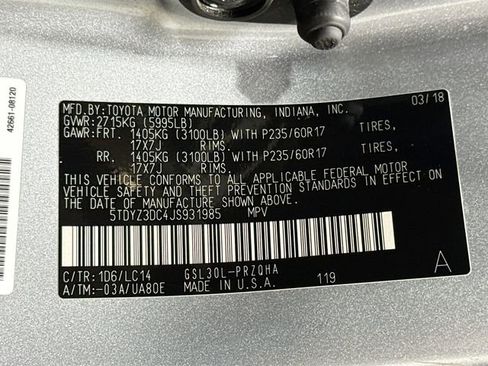 MFD.BY:TOYOTA MOTOR MANUFACTURING, INDIANA, INC.
GVWR:2715KG (5995LB) 03/18
GAWR:FRT. 1405KG (3100LB) WITH P235/60R17 TIRES,
17X7J RIMS.
RR. 1405KG (3100LB) WITH P235/60R17 TIRES,
17X7J RIMS.
THIS VEHICLE CONFORMS TO ALL APPLICABLE FEDERAL MOTOR
VEHICLE SAFETY AND THEFT PREVENTION STANDARDS IN EFFECT
ON THE DATE OF MANUFACTURE SHOWN ABOVE.
5TDYZ3DC4JS931985 MPV
C/TR:1D6/LC14 GSL30L-PRZQHA A
A/TM:-03A/UA80E MADE IN U.S.A. 119
42661-08120